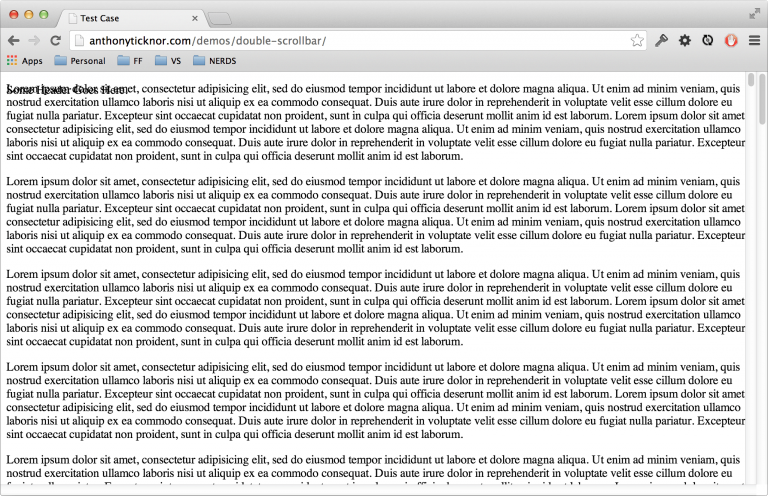 Test Case
anthonyticknor.com/demos/double-scrollbar/
Apps Personal FF VS NERDS
Some Header Goes Here.
Lorem ipsum dolor sit amet, consectetur adipisicing elit, sed do eiusmod tempor incididunt ut labore et dolore magna aliqua. Ut enim ad minim veniam, quis
nostrud exercitation ullamco laboris nisi ut aliquip ex ea commodo consequat. Duis aute irure dolor in reprehenderit in voluptate velit esse cillum dolore eu
fugiat nulla pariatur. Excepteur sint occaecat cupidatat non proident, sunt in culpa qui officia deserunt mollit anim id est laborum. Lorem ipsum dolor sit amet
consectetur adipisicing elit, sed do eiusmod tempor incididunt ut labore et dolore magna aliqua. Ut enim ad minim veniam, quis nostrud exercitation ullamco
laboris nisi ut aliquip ex ea commodo consequat. Duis aute irure dolor in reprehenderit in voluptate velit esse cillum dolore eu fugiat nulla pariatur. Excepteur
sint occaecat cupidatat non proident, sunt in culpa qui officia deserunt mollit anim id est laborum.
Lorem ipsum dolor sit amet, consectetur adipisicing elit, sed do eiusmod tempor incididunt ut labore et dolore magna aliqua. Ut enim ad minim veniam, quis
nostrud exercitation ullamco laboris nisi ut aliquip ex ea commodo consequat. Duis aute irure dolor in reprehenderit in voluptate velit esse cillum dolore eu
fugiat nulla pariatur. Excepteur sint occaecat cupidatat non proident, sunt in culpa qui officia deserunt mollit anim id est laborum. Lorem ipsum dolor sit amet
consectetur adipisicing elit, sed do eiusmod tempor incididunt ut labore et dolore magna aliqua. Ut enim ad minim veniam, quis nostrud exercitation ullamco
laboris nisi ut aliquip ex ea commodo consequat. Duis aute irure dolor in reprehenderit in voluptate velit esse cillum dolore eu fugiat nulla pariatur. Excepteur
sint occaecat cupidatat non proident, sunt in culpa qui officia deserunt mollit anim id est laborum.
Lorem ipsum dolor sit amet, consectetur adipisicing elit, sed do eiusmod tempor incididunt ut labore et dolore magna aliqua. Ut enim ad minim veniam, quis
nostrud exercitation ullamco laboris nisi ut aliquip ex ea commodo consequat. Duis aute irure dolor in reprehenderit in voluptate velit esse cillum dolore eu
fugiat nulla pariatur. Excepteur sint occaecat cupidatat non proident, sunt in culpa qui officia deserunt mollit anim id est laborum. Lorem ipsum dolor sit amet
consectetur adipisicing elit, sed do eiusmod tempor incididunt ut labore et dolore magna aliqua. Ut enim ad minim veniam, quis nostrud exercitation ullamco
laboris nisi ut aliquip ex ea commodo consequat. Duis aute irure dolor in reprehenderit in voluptate velit esse cillum dolore eu fugiat nulla pariatur. Excepteur
sint occaecat cupidatat non proident, sunt in culpa qui officia deserunt mollit anim id est laborum.
Lorem ipsum dolor sit amet, consectetur adipisicing elit, sed do eiusmod tempor incididunt ut labore et dolore magna aliqua. Ut enim ad minim veniam, quis
nostrud exercitation ullamco laboris nisi ut aliquip ex ea commodo consequat. Duis aute irure dolor in reprehenderit in voluptate velit esse cillum dolore eu
fugiat nulla pariatur. Excepteur sint occaecat cupidatat non proident, sunt in culpa qui officia deserunt mollit anim id est laborum. Lorem ipsum dolor sit amet
consectetur adipisicing elit, sed do eiusmod tempor incididunt ut labore et dolore magna aliqua. Ut enim ad minim veniam, quis nostrud exercitation ullamco
laboris nisi ut aliquip ex ea commodo consequat. Duis aute irure dolor in reprehenderit in voluptate velit esse cillum dolore eu fugiat nulla pariatur. Excepteur
sint occaecat cupidatat non proident, sunt in culpa qui officia deserunt mollit anim id est laborum.
Lorem ipsum dolor sit amet, consectetur adipisicing elit, sed do eiusmod tempor incididunt ut labore et dolore magna aliqua. Ut enim ad minim veniam, quis
nostrud exercitation ullamco laboris nisi ut aliquip ex ea commodo consequat. Duis aute irure dolor in reprehenderit in voluptate velit esse cillum dolore eu